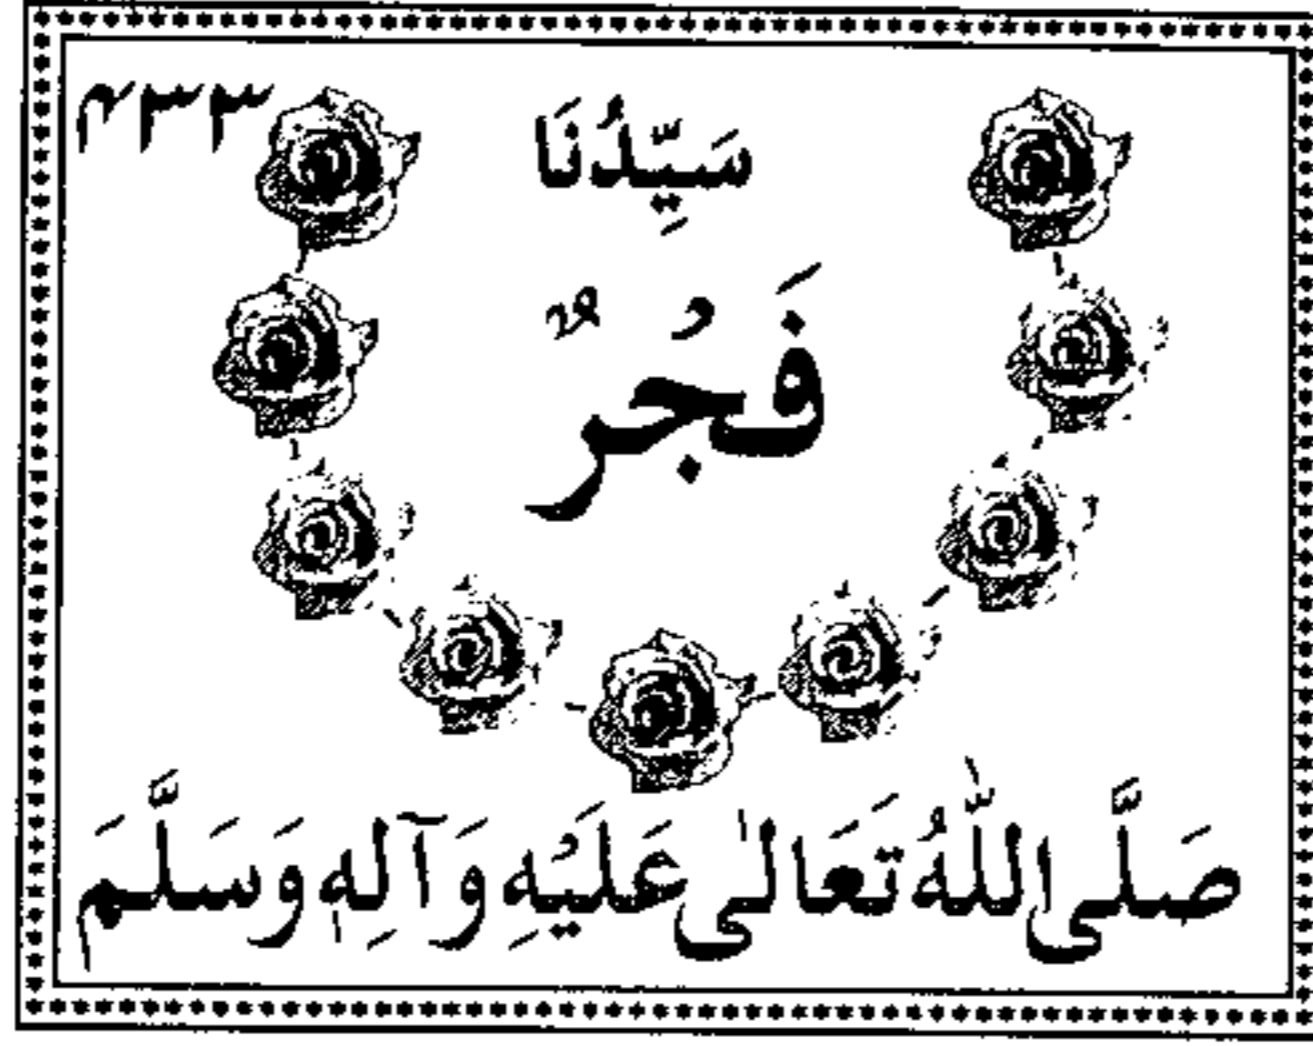 ۴۳۳
سَيِّدُنَا
فَجْرٌ
صَلَّى اللّٰهُ تَعَالٰى عَلَيْهِ وَآلِهٖ وَسَلَّمَ